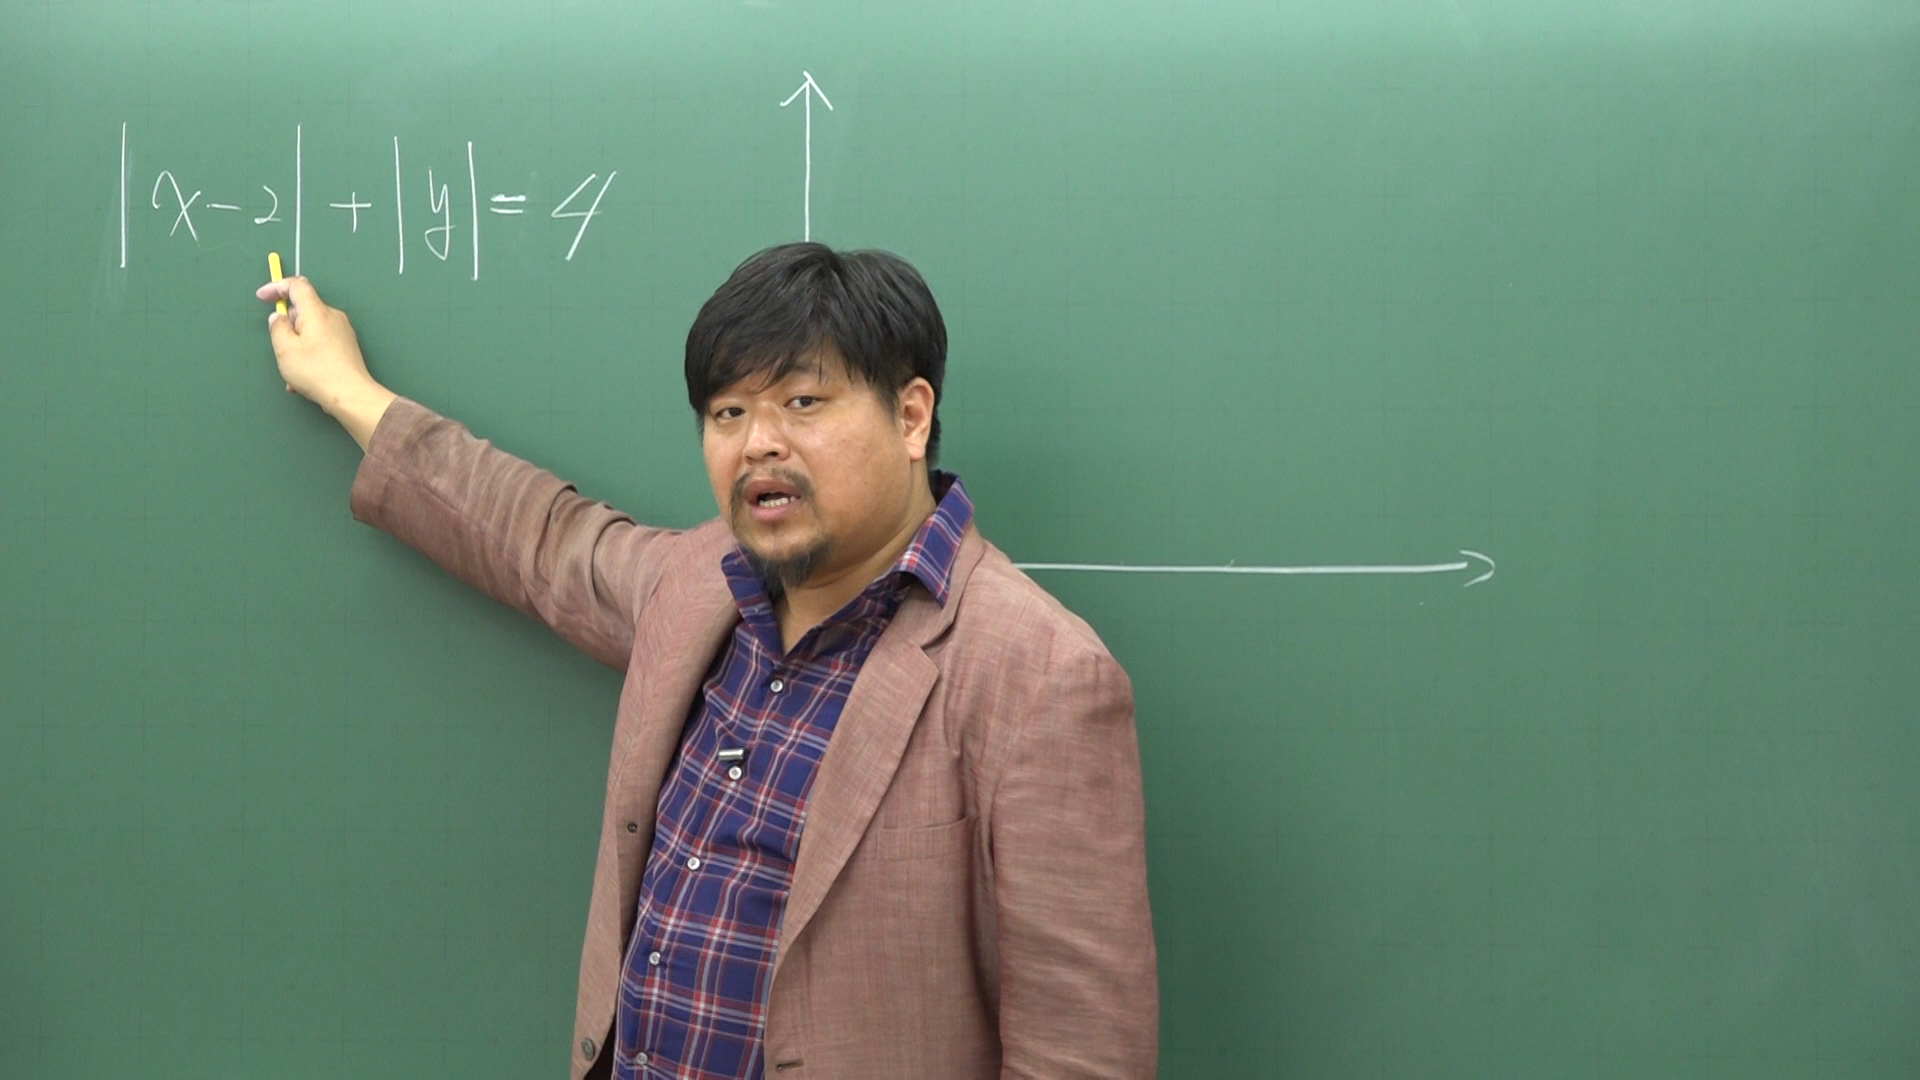 |x-2| + |y| = 4